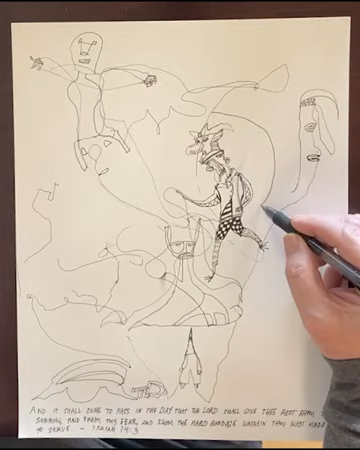 AND IT SHALL COME TO PASS IN THE DAY THAT THE LORD SHALL GIVE THEE REST FROM THY
SORROW, AND FROM THY FEAR, AND FROM THE HARD BONDAGE WHEREIN THOU WAST MADE
TO SERVE. - ISAIAH 14:3